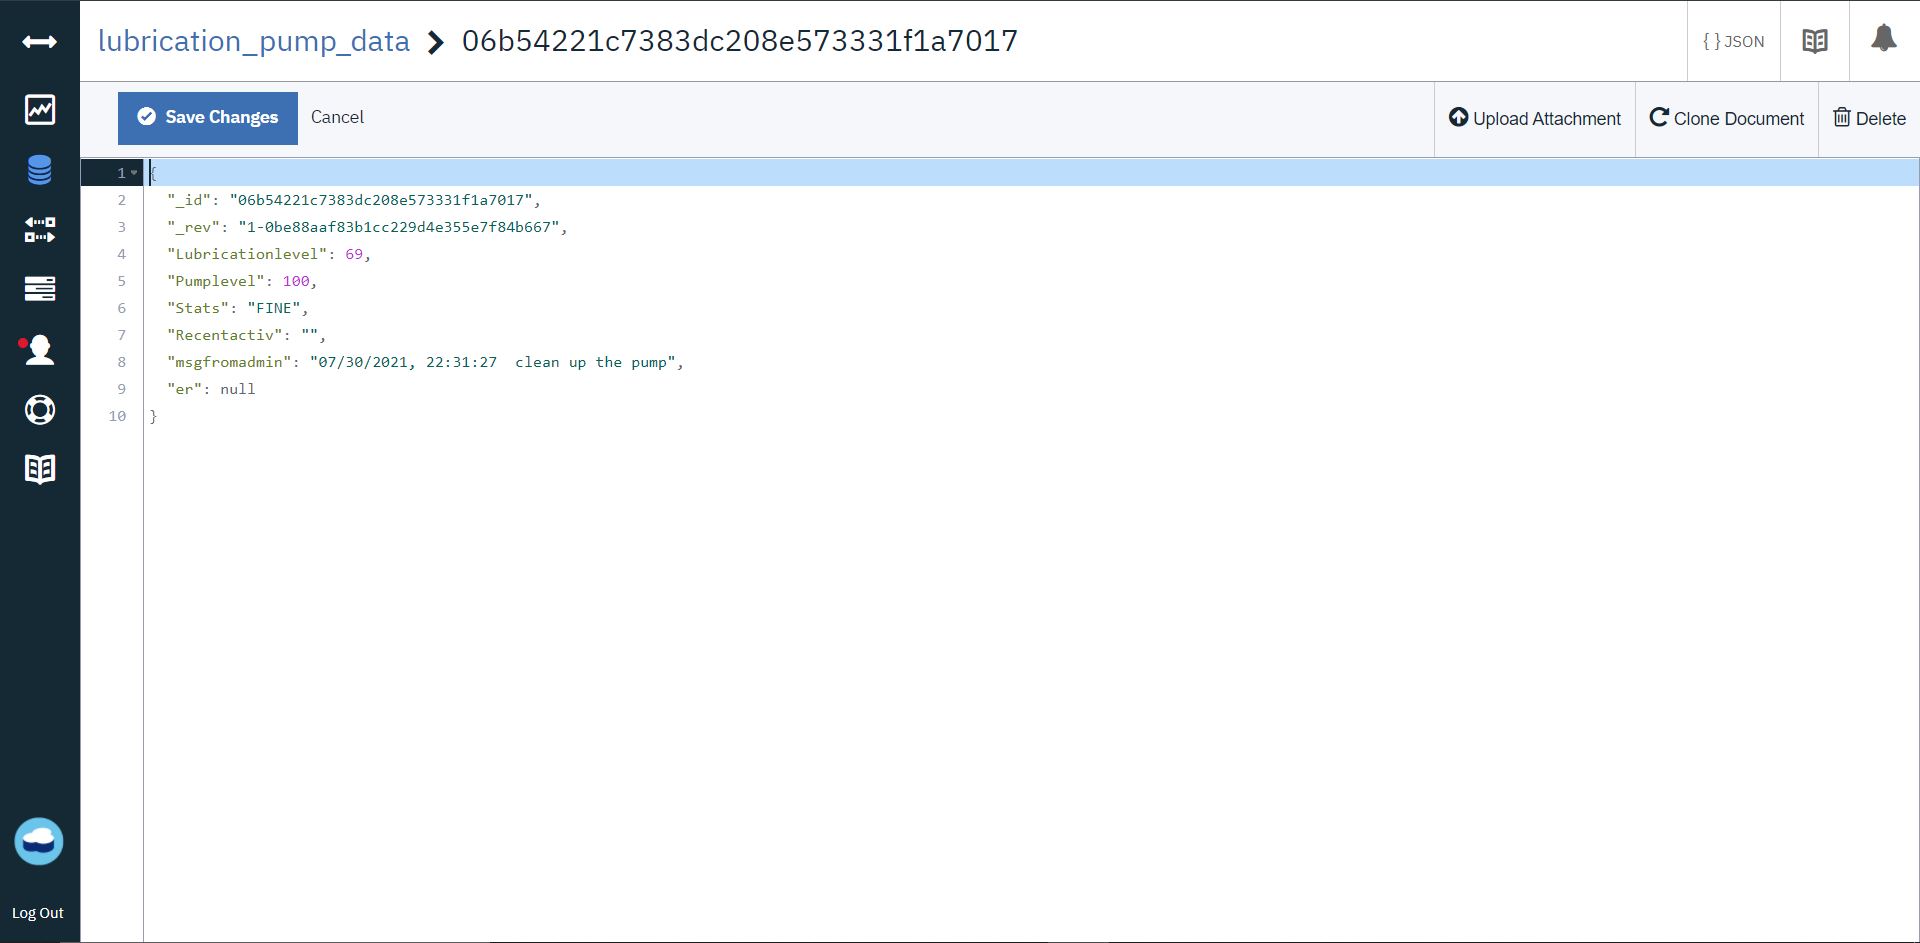 lubrication_pump_data 06b54221c7383dc208e573331f1a7017
{ } JSON
Save Changes Cancel
Upload Attachment Clone Document Delete
1 {
2 "_id": "06b54221c7383dc208e573331f1a7017",
3 "_rev": "1-0be88aaf83b1cc229d4e355e7f84b667",
4 "Lubricationlevel": 69,
5 "Pumplevel": 100,
6 "Stats": "FINE",
7 "Recentactiv": "",
8 "msgfromadmin": "07/30/2021, 22:31:27  clean up the pump",
9 "er": null
10 }
Log Out